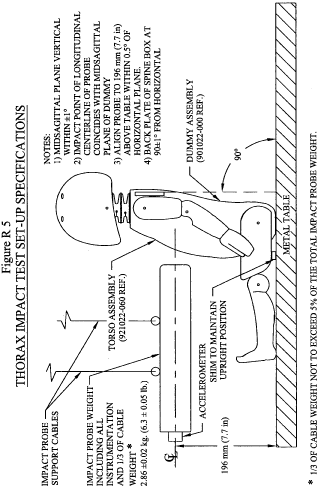 Figure R 5
THORAX IMPACT TEST SET-UP SPECIFICATIONS
NOTES:
1) MIDSAGITTAL PLANE VERTICAL
WITHIN ±1°
2) IMPACT POINT OF LONGITUDINAL
CENTERLINE OF PROBE
COINCIDES WITH MIDSAGITTAL
PLANE OF DUMMY
3) ALIGN PROBE TO 196 mm (7.7 in)
ABOVE TABLE WITHIN 0.5° OF
HORIZONTAL PLANE.
4) BACK PLATE OF SPINE BOX AT
90±1° FROM HORIZONTAL
IMPACT PROBE
SUPPORT CABLES
TORSO ASSEMBLY
(921022-060 REF.)
IMPACT PROBE WEIGHT
INCLUDING ALL
INSTRUMENTATION
AND 1/3 OF CABLE
WEIGHT *
2.86 ±0.02 kg. (6.3 ± 0.05 lb.)
DUMMY ASSEMBLY
(901022-000 REF.)
90°
ACCELEROMETER
SHIM TO MAINTAIN
UPRIGHT POSITION
METAL TABLE
℄
196 mm (7.7 in)
* 1/3 OF CABLE WEIGHT NOT TO EXCEED 5% OF THE TOTAL IMPACT PROBE WEIGHT.